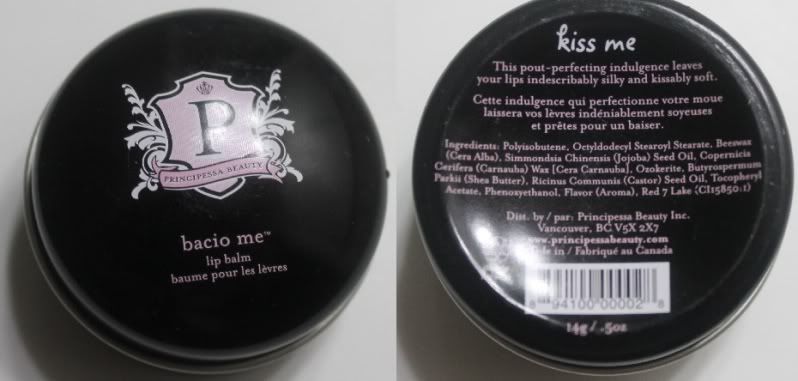 P
PRINCIPESSA BEAUTY
bacio me™
lip balm
baume pour les lèvres
kiss me
This pout-perfecting indulgence leaves
your lips indescribably silky and kissably soft.
Cette indulgence qui perfectionne votre moue
laissera vos lèvres indéniablement soyeuses
et prêtes pour un baiser.
Ingredients: Polyisobutene, Octyldodecyl Stearoyl Stearate, Beeswax
(Cera Alba), Simmondsia Chinensis (Jojoba) Seed Oil, Copernicia
Cerifera (Carnauba) Wax [Cera Carnauba], Ozokerite, Butyrospermum
Parkii (Shea Butter), Ricinus Communis (Castor) Seed Oil, Tocopheryl
Acetate, Phenoxyethanol, Flavor (Aroma), Red 7 Lake (CI15850:1)
Dist. by / par: Principessa Beauty Inc.
Vancouver, BC V5X 2X7
www.principessabeauty.com
in / Fabriqué au Canada
94100 00002 8
14g / .5oz